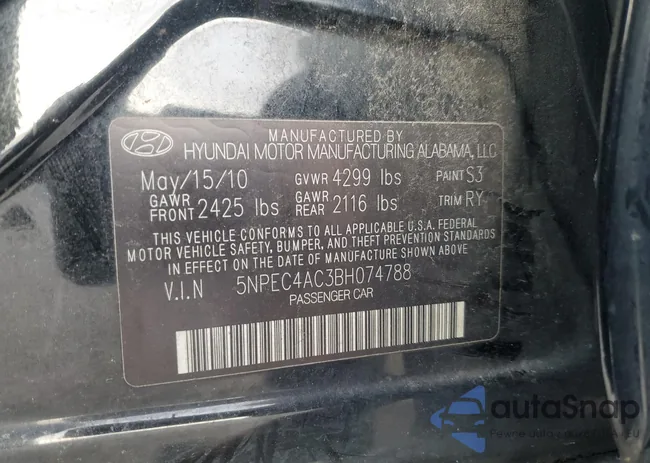 MANUFACTURED BY
HYUNDAI MOTOR MANUFACTURING ALABAMA, LLC
May/15/10 GVWR 4299 lbs PAINT S3
GAWR FRONT 2425 lbs GAWR REAR 2116 lbs TRIM RY
THIS VEHICLE CONFORMS TO ALL APPLICABLE U.S.A. FEDERAL
MOTOR VEHICLE SAFETY, BUMPER, AND THEFT PREVENTION STANDARDS
IN EFFECT ON THE DATE OF MANUFACTURE SHOWN ABOVE.
V.I.N 5NPEC4AC3BH074788
PASSENGER CAR
autaSnap